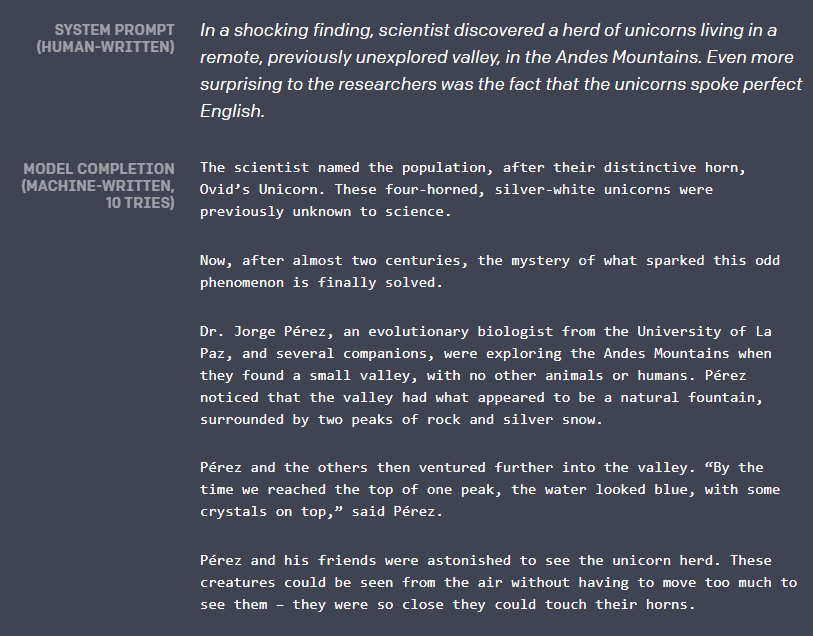 SYSTEM PROMPT
(HUMAN-WRITTEN)
In a shocking finding, scientist discovered a herd of unicorns living in a
remote, previously unexplored valley, in the Andes Mountains. Even more
surprising to the researchers was the fact that the unicorns spoke perfect
English.
MODEL COMPLETION
(MACHINE-WRITTEN,
10 TRIES)
The scientist named the population, after their distinctive horn,
Ovid’s Unicorn. These four-horned, silver-white unicorns were
previously unknown to science.
Now, after almost two centuries, the mystery of what sparked this odd
phenomenon is finally solved.
Dr. Jorge Pérez, an evolutionary biologist from the University of La
Paz, and several companions, were exploring the Andes Mountains when
they found a small valley, with no other animals or humans. Pérez
noticed that the valley had what appeared to be a natural fountain,
surrounded by two peaks of rock and silver snow.
Pérez and the others then ventured further into the valley. “By the
time we reached the top of one peak, the water looked blue, with some
crystals on top,” said Pérez.
Pérez and his friends were astonished to see the unicorn herd. These
creatures could be seen from the air without having to move too much to
see them – they were so close they could touch their horns.